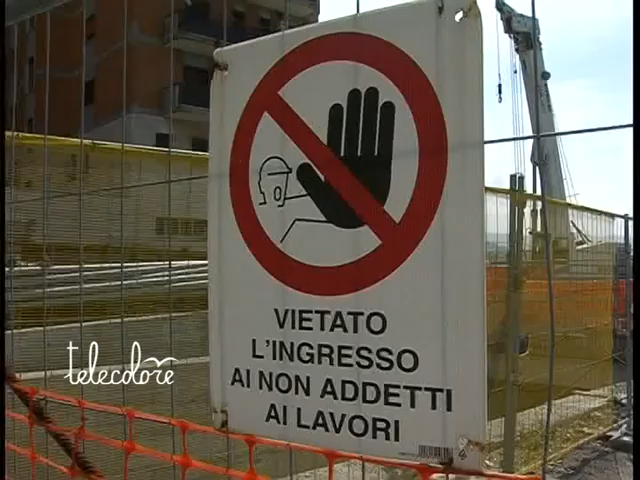 VIETATO
L'INGRESSO
AI NON ADDETTI
AI LAVORI
telecolore